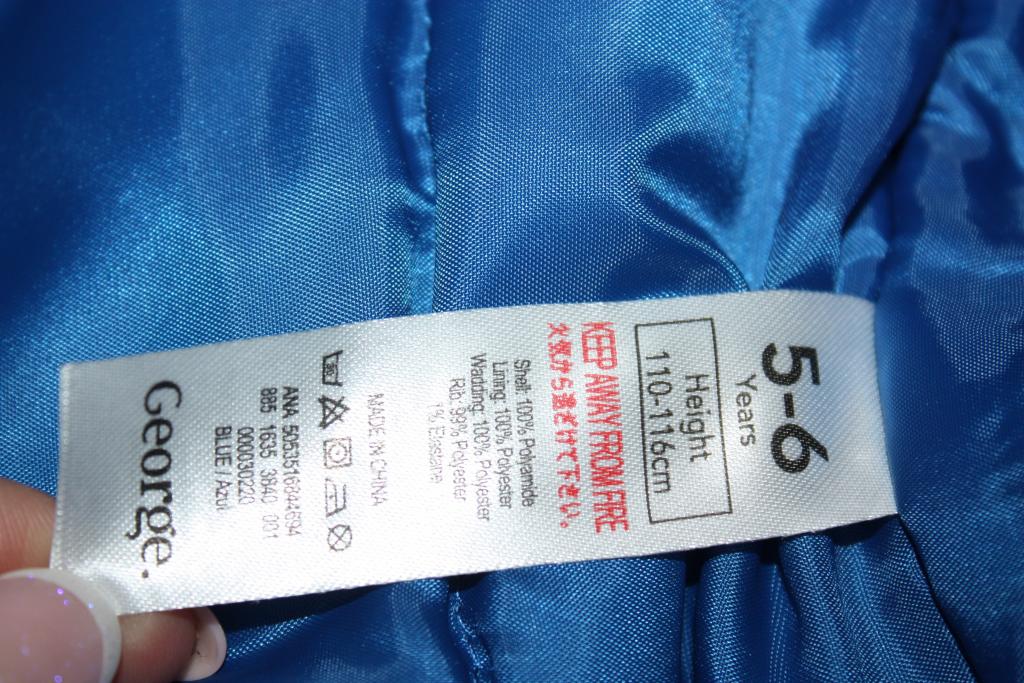 5-6
Years
Height
110-116cm
KEEP AWAY FROM FIRE
火気から遠ざけて下さい。
Shell: 100% Polyamide
Lining: 100% Polyester
Wadding: 100% Polyester
Rib: 99% Polyester
1% Elastane
MADE IN CHINA
ANA 5053516844694
885 1635 3840 001
000030220
BLUE Azul
George.